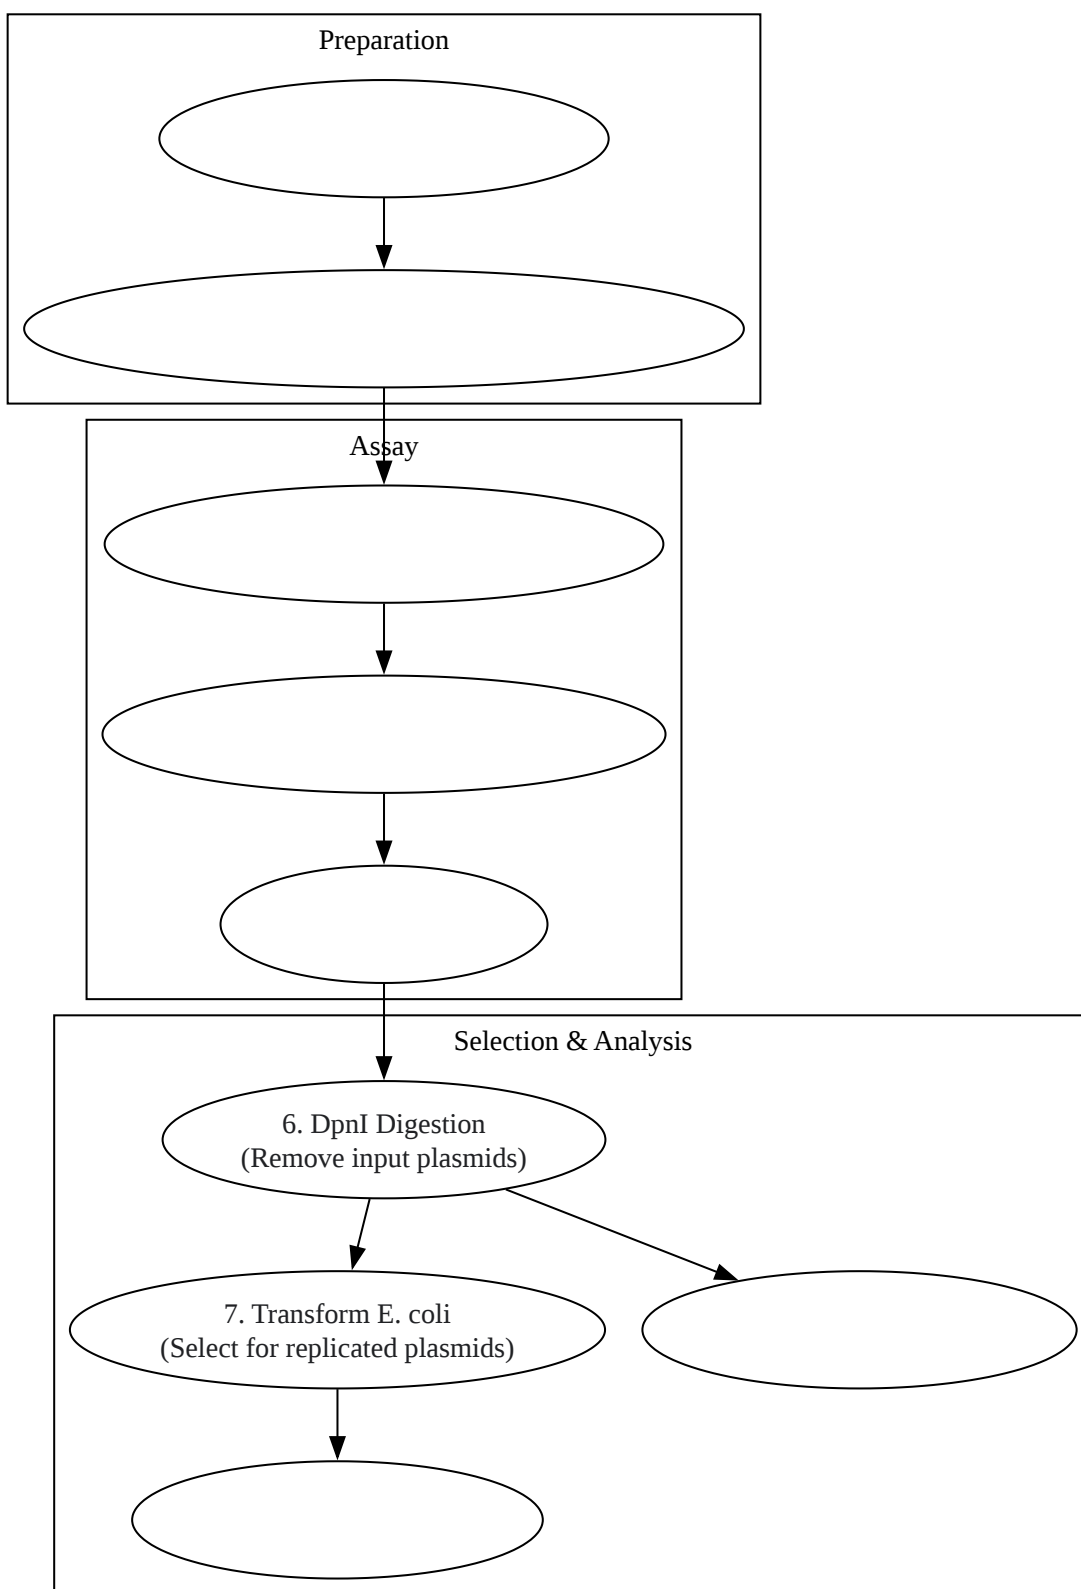 Preparation
Assay
Selection & Analysis
6. DpnI Digestion
(Remove input plasmids)
7. Transform E. coli
(Select for replicated plasmids)